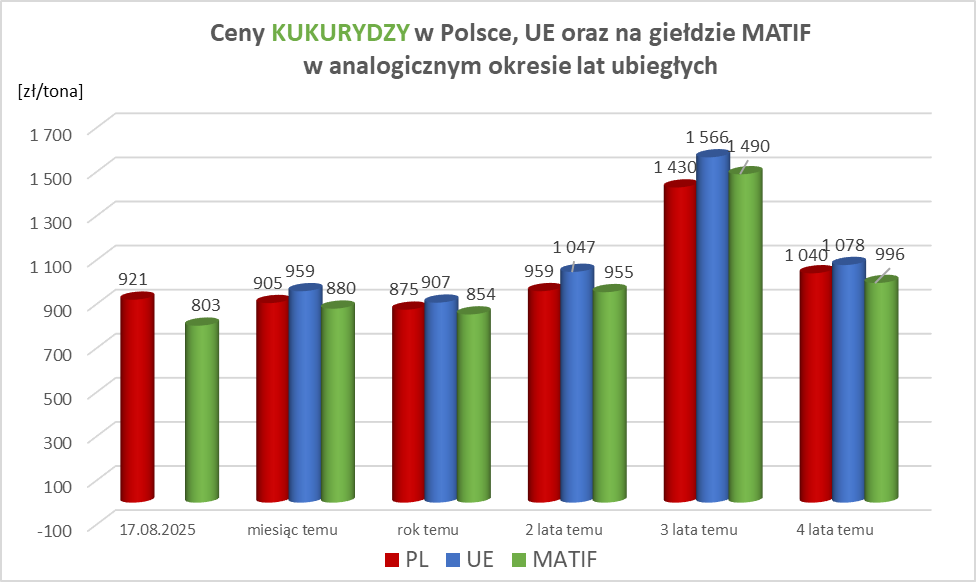 Ceny KUKURYDZY w Polsce, UE oraz na giełdzie MATIF
w analogicznym okresie lat ubiegłych
[zł/tona]
1 700
1 500
1 300
1 100
900
700
500
300
100
-100
921
803
905
959
880
875
907
854
959
1 047
955
1 430
1 566
1 490
1 040
1 078
996
17.08.2025
miesiąc temu
rok temu
2 lata temu
3 lata temu
4 lata temu
PL
UE
MATIF